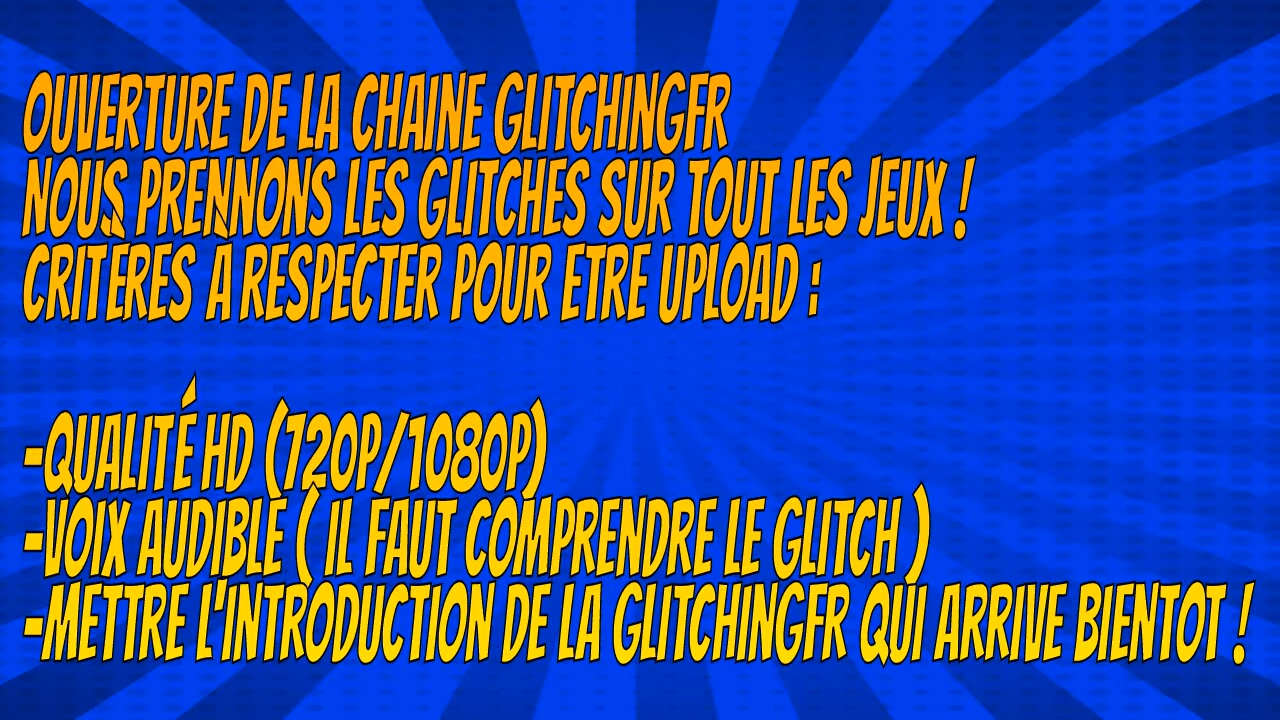 OUVERTURE DE LA CHAINE GLITCHINGFR
NOUS PRENNONS LES GLITCHES SUR TOUT LES JEUX !
CRITÈRES À RESPECTER POUR ETRE UPLOAD :
-QUALITÉ HD (720P/1080P)
-VOIX AUDIBLE ( IL FAUT COMPRENDRE LE GLITCH )
-METTRE L'INTRODUCTION DE LA GLITCHINGFR QUI ARRIVE BIENTOT !